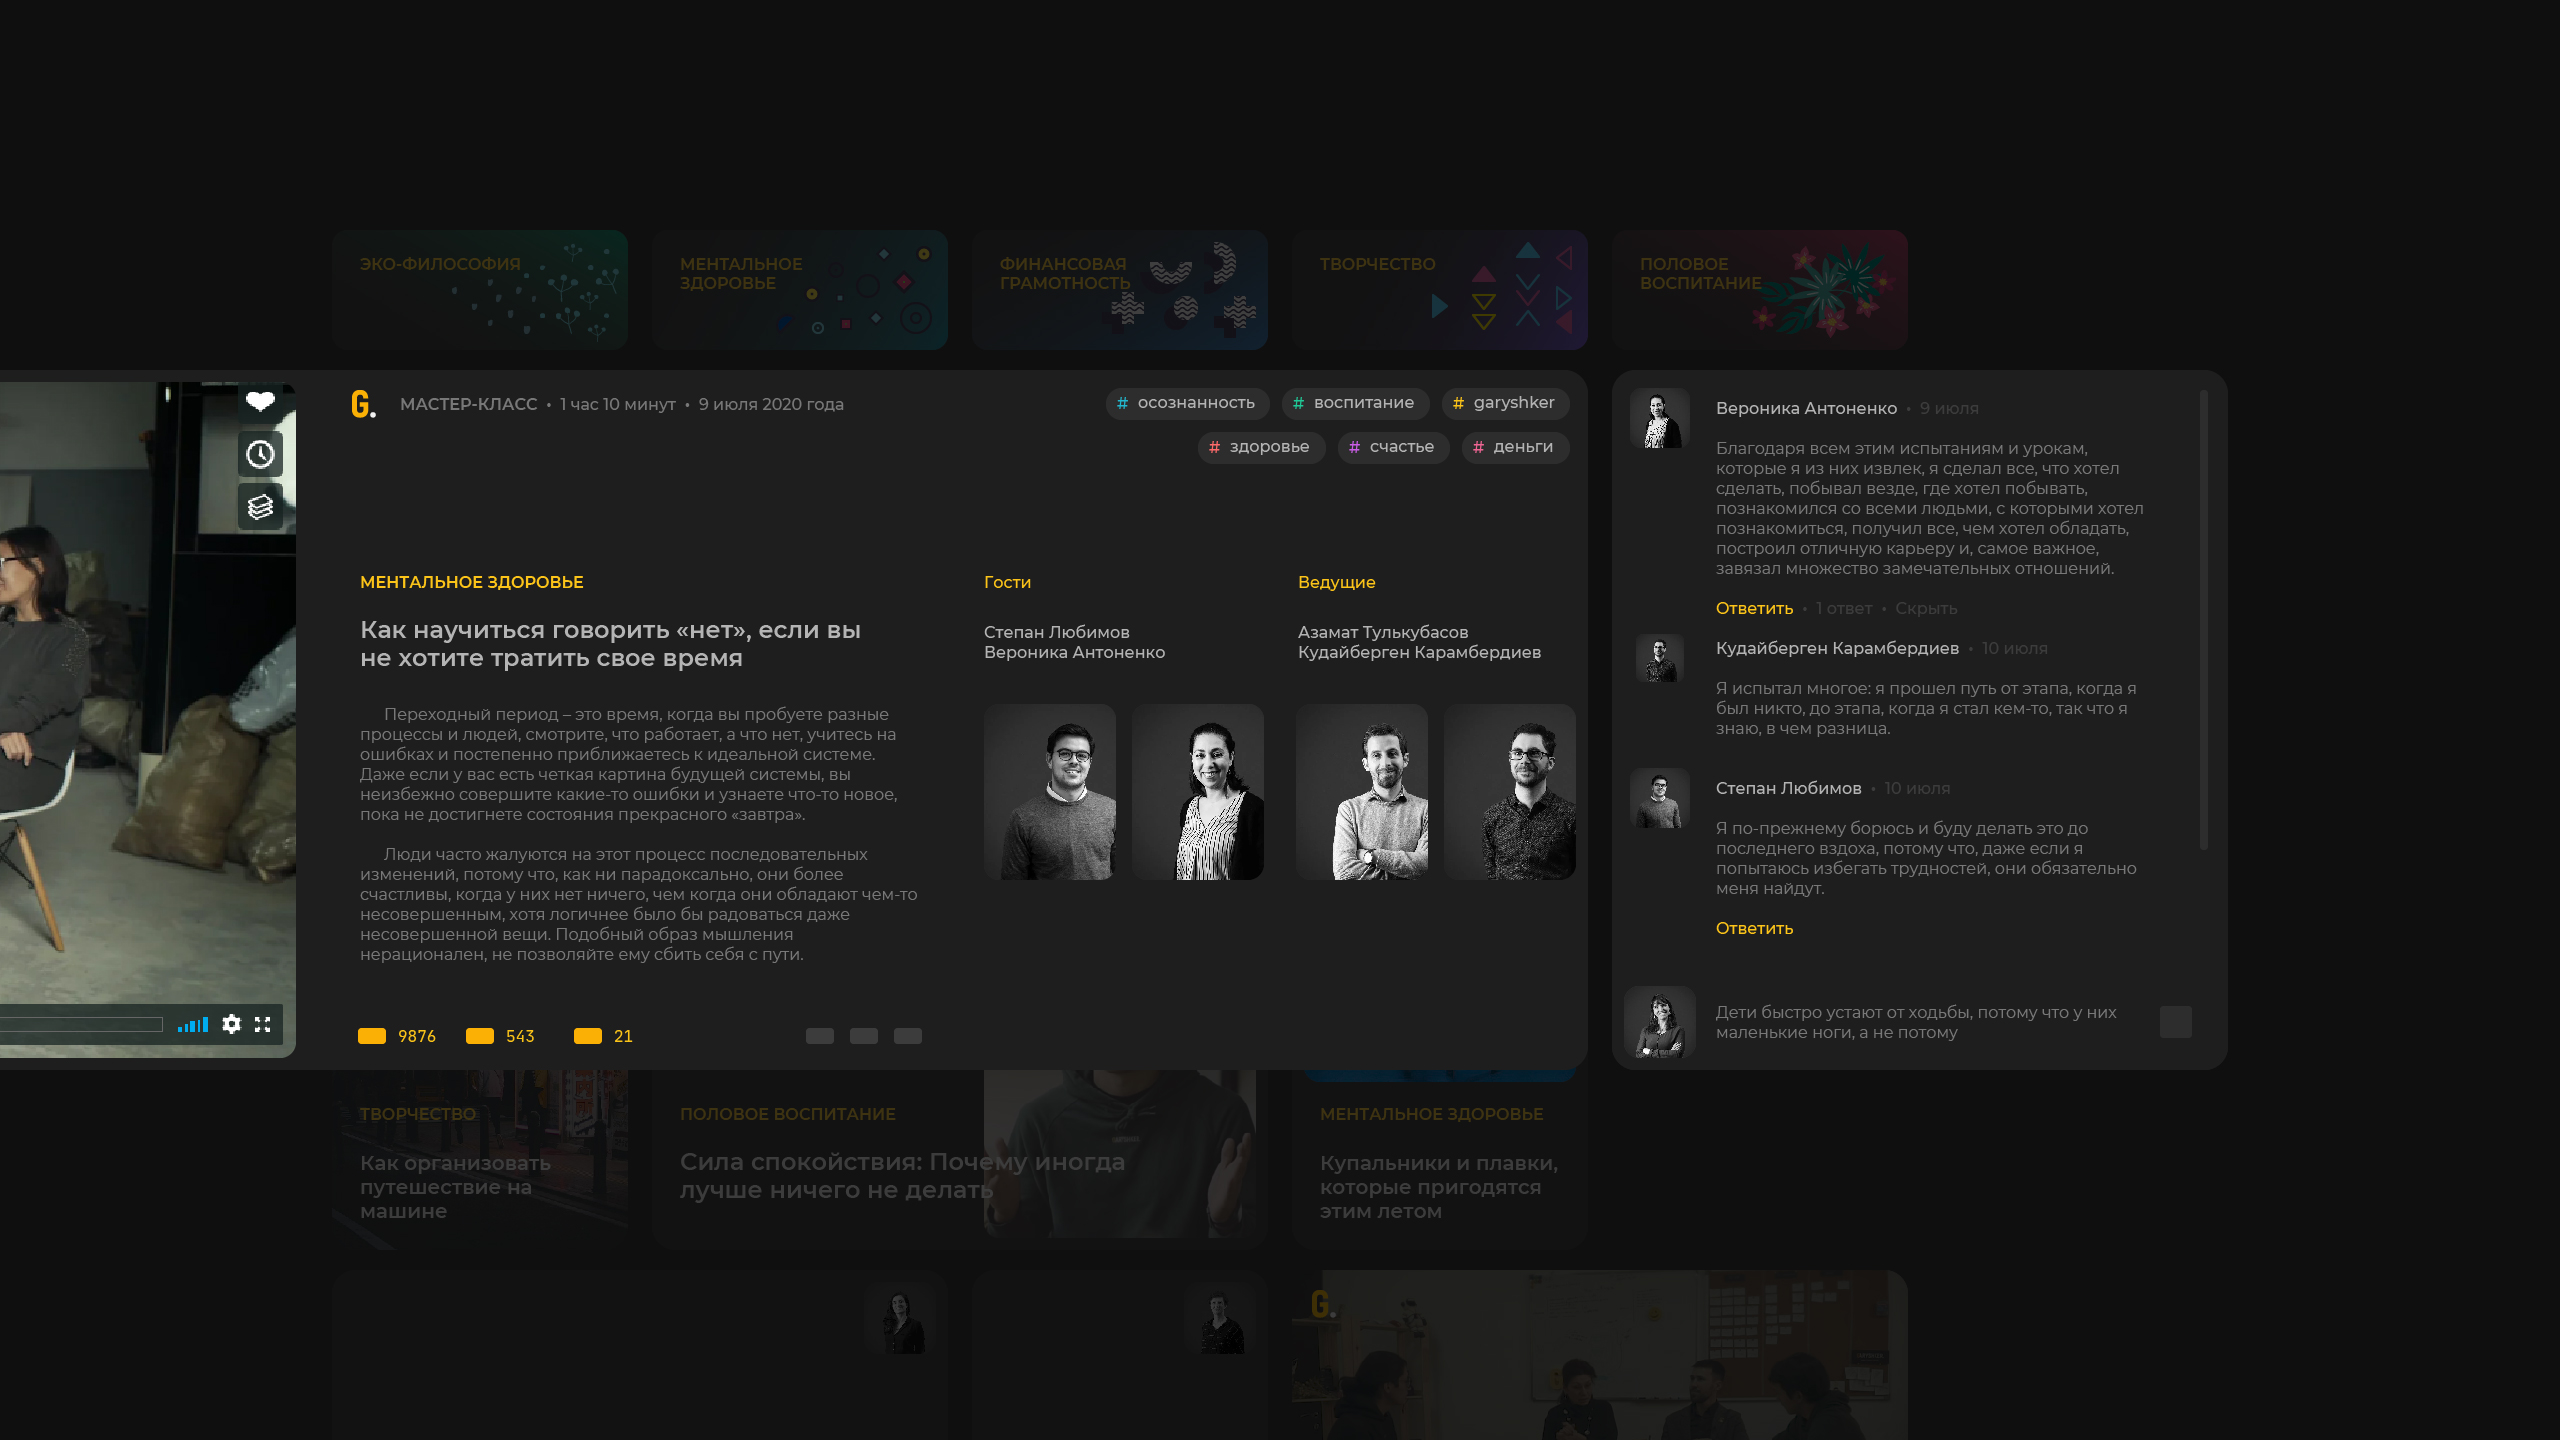 ЭКО-ФИЛОСОФИЯ
МЕНТАЛЬНОЕ
ЗДОРОВЬЕ
ФИНАНСОВАЯ
ГРАМОТНОСТЬ
ТВОРЧЕСТВО
ПОЛОВОЕ
ВОСПИТАНИЕ
G.
МАСТЕР-КЛАСС • 1 час 10 минут • 9 июля 2020 года
# осознанность
# воспитание
# garyshker
# здоровье
# счастье
# деньги
МЕНТАЛЬНОЕ ЗДОРОВЬЕ
Как научиться говорить «нет», если вы
не хотите тратить свое время
Переходный период – это время, когда вы пробуете разные
процессы и людей, смотрите, что работает, а что нет, учитесь на
ошибках и постепенно приближаетесь к идеальной системе.
Даже если у вас есть четкая картина будущей системы, вы
неизбежно совершите какие-то ошибки и узнаете что-то новое,
пока не достигнете состояния прекрасного «завтра».
Люди часто жалуются на этот процесс последовательных
изменений, потому что, как ни парадоксально, они более
счастливы, когда у них нет ничего, чем когда они обладают чем-то
несовершенным, хотя логичнее было бы радоваться даже
несовершенной вещи. Подобный образ мышления
нерационален, не позволяйте ему сбить себя с пути.
9876
543
21
Гости
Степан Любимов
Вероника Антоненко
Ведущие
Азамат Тулькубасов
Кудайберген Карамбердиев
Вероника Антоненко • 9 июля
Благодаря всем этим испытаниям и урокам,
которые я из них извлек, я сделал все, что хотел
сделать, побывал везде, где хотел побывать,
познакомился со всеми людьми, с которыми хотел
познакомиться, получил все, чем хотел обладать,
построил отличную карьеру и, самое важное,
завязал множество замечательных отношений.
Ответить • 1 ответ • Скрыть
Кудайберген Карамбердиев • 10 июля
Я испытал многое: я прошел путь от этапа, когда я
был никто, до этапа, когда я стал кем-то, так что я
знаю, в чем разница.
Степан Любимов • 10 июля
Я по-прежнему борюсь и буду делать это до
последнего вздоха, потому что, даже если я
попытаюсь избегать трудностей, они обязательно
меня найдут.
Ответить
Дети быстро устают от ходьбы, потому что у них
маленькие ноги, а не потому
ТВОРЧЕСТВО
Как организовать
путешествие на
машине
ПОЛОВОЕ ВОСПИТАНИЕ
Сила спокойствия: Почему иногда
лучше ничего не делать
МЕНТАЛЬНОЕ ЗДОРОВЬЕ
Купальники и плавки,
которые пригодятся
этим летом
G.